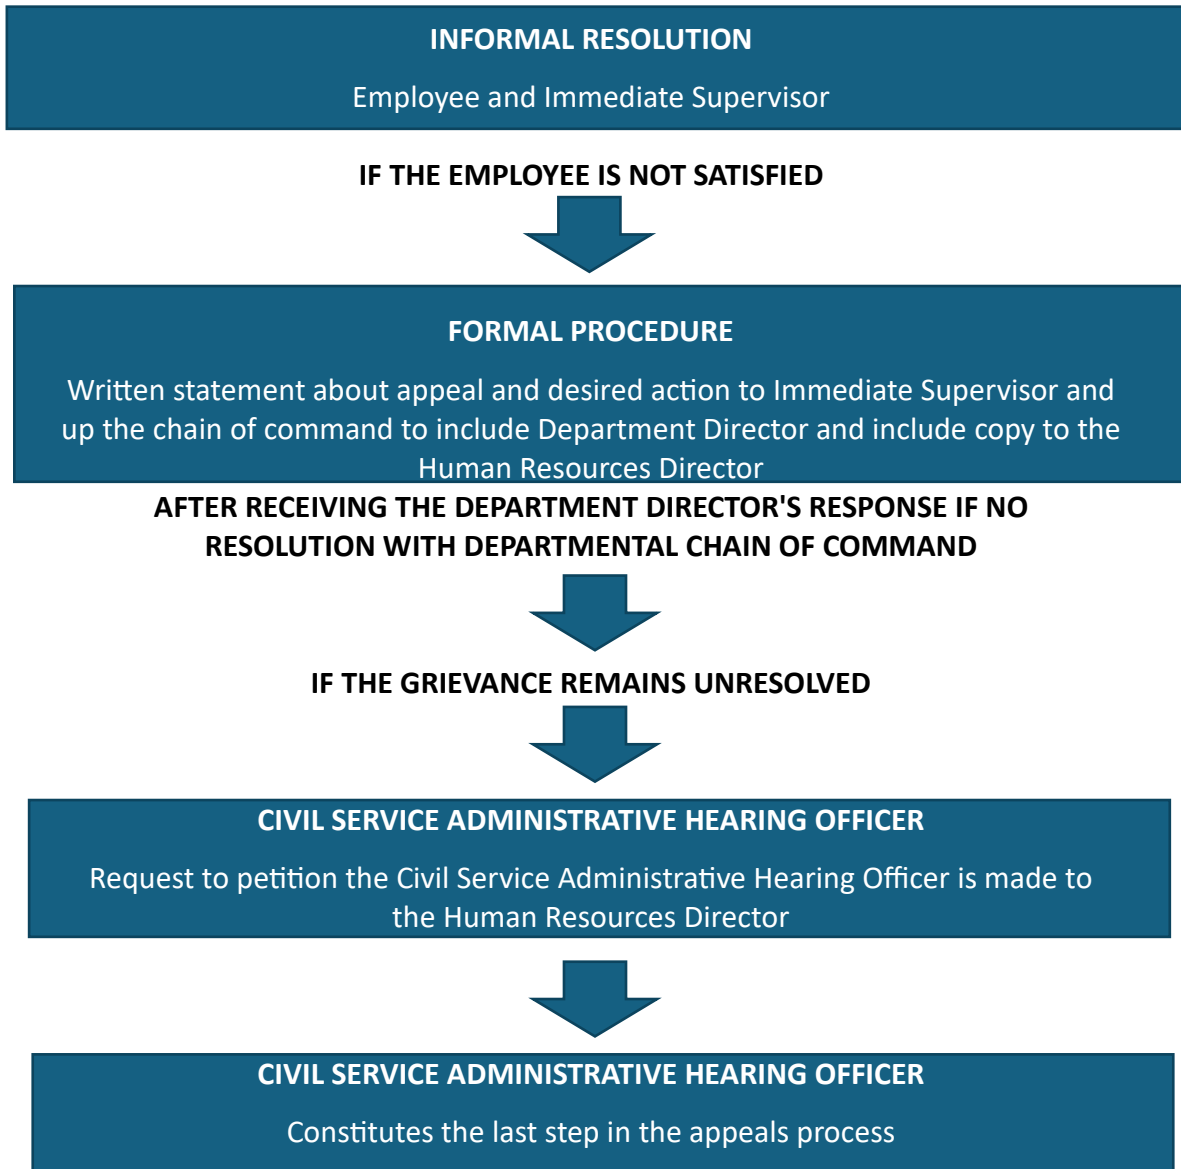 INFORMAL RESOLUTION
Employee and Immediate Supervisor
IF THE EMPLOYEE IS NOT SATISFIED
FORMAL PROCEDURE
Written statement about appeal and desired action to Immediate Supervisor and
up the chain of command to include Department Director and include copy to the
Human Resources Director
AFTER RECEIVING THE DEPARTMENT DIRECTOR'S RESPONSE IF NO
RESOLUTION WITH DEPARTMENTAL CHAIN OF COMMAND
IF THE GRIEVANCE REMAINS UNRESOLVED
CIVIL SERVICE ADMINISTRATIVE HEARING OFFICER
Request to petition the Civil Service Administrative Hearing Officer is made to
the Human Resources Director
CIVIL SERVICE ADMINISTRATIVE HEARING OFFICER
Constitutes the last step in the appeals process